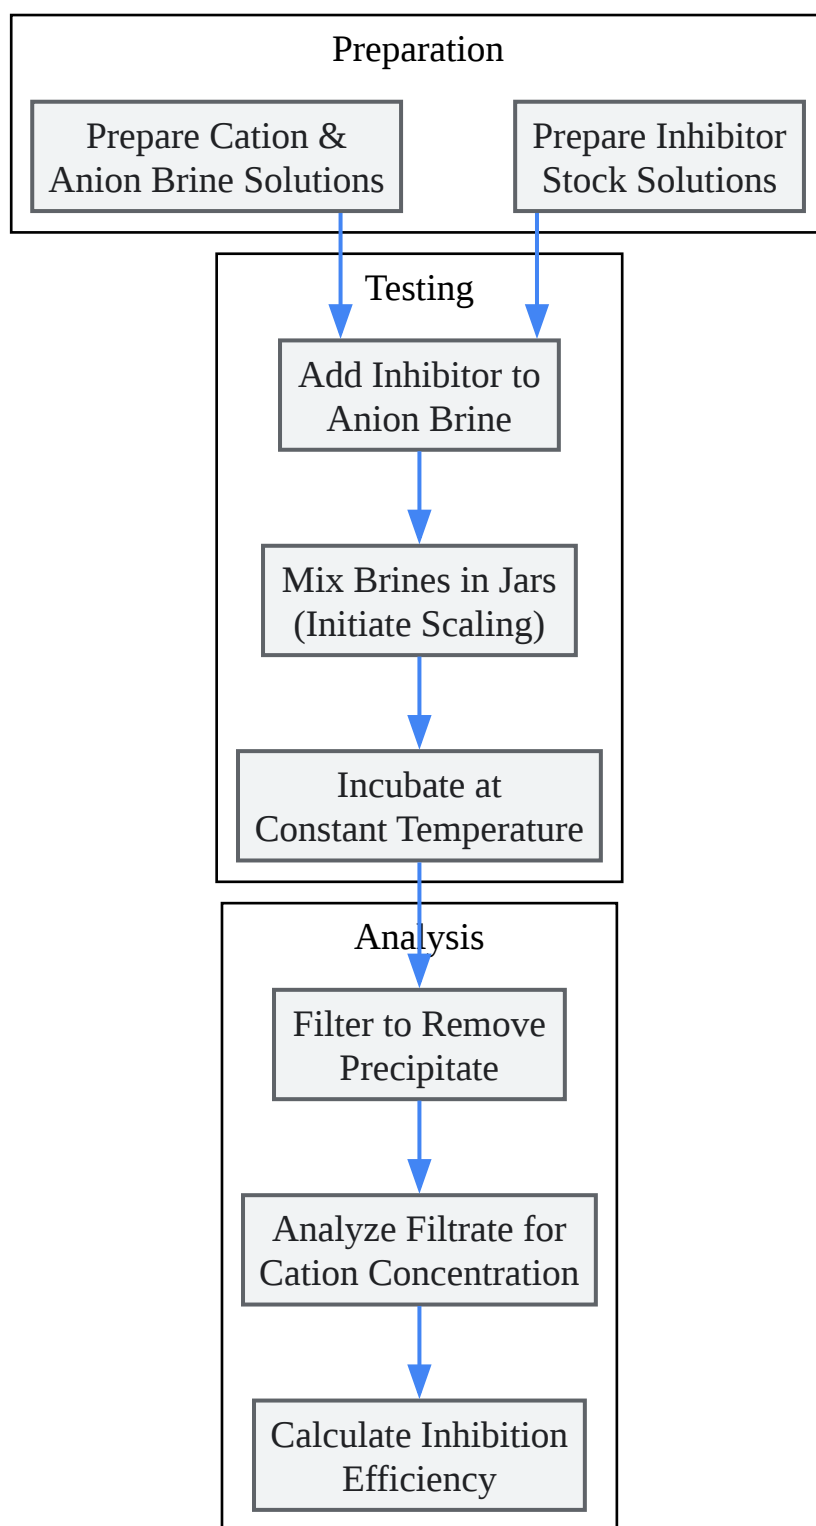 Preparation
Prepare Cation &
Anion Brine Solutions
Prepare Inhibitor
Stock Solutions
Testing
Add Inhibitor to
Anion Brine
Mix Brines in Jars
(Initiate Scaling)
Incubate at
Constant Temperature
Analysis
Filter to Remove
Precipitate
Analyze Filtrate for
Cation Concentration
Calculate Inhibition
Efficiency